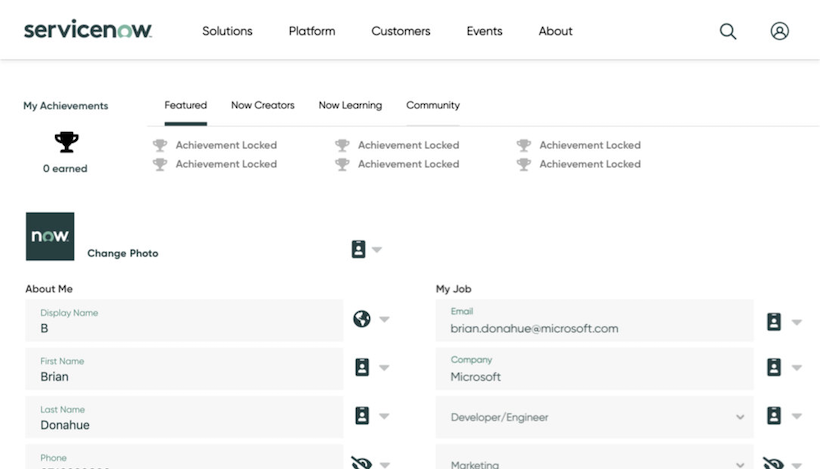 servicenow
Solutions Platform Customers Events About
My Achievements
Featured Now Creators Now Learning Community
0 earned
Achievement Locked Achievement Locked Achievement Locked
Achievement Locked Achievement Locked Achievement Locked
now
Change Photo
About Me
Display Name
B
First Name
Brian
Last Name
Donahue
Phone
My Job
Email
brian.donahue@microsoft.com
Company
Microsoft
Developer/Engineer
Marketing